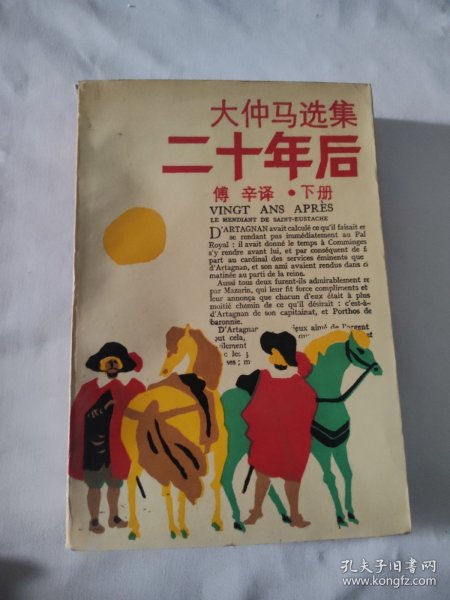 大仲马选集
二十年后
傅 辛译 • 下册
VINGT ANS APRÈS
LE MENDIANT DE SAINT-EUSTACHE
D'ARTAGNAN avait calculé ce qu'il faisait en
se rendant pas immédiatement au Pal
Royal : il avait donné le temps à Comminges
s'y rendre avant lui, et par conséquent de f
part au cardinal des services éminents que
d'Artagnan, et son ami avaient rendus dans c
matinée au parti de la reine.
Aussi tous deux furent-ils admirablement re
par Mazarin, qui leur fit force compliments et
leur annonça que chacun d'eux était à plus
moitié chemin de ce qu'il désirait : c'est-à-
d'Artagnan de son capitainat, et Porthos de
baronnie.
D'Artagnan
aimé de l'argent
out cela,
孔夫子旧书网
www.kongfz.com